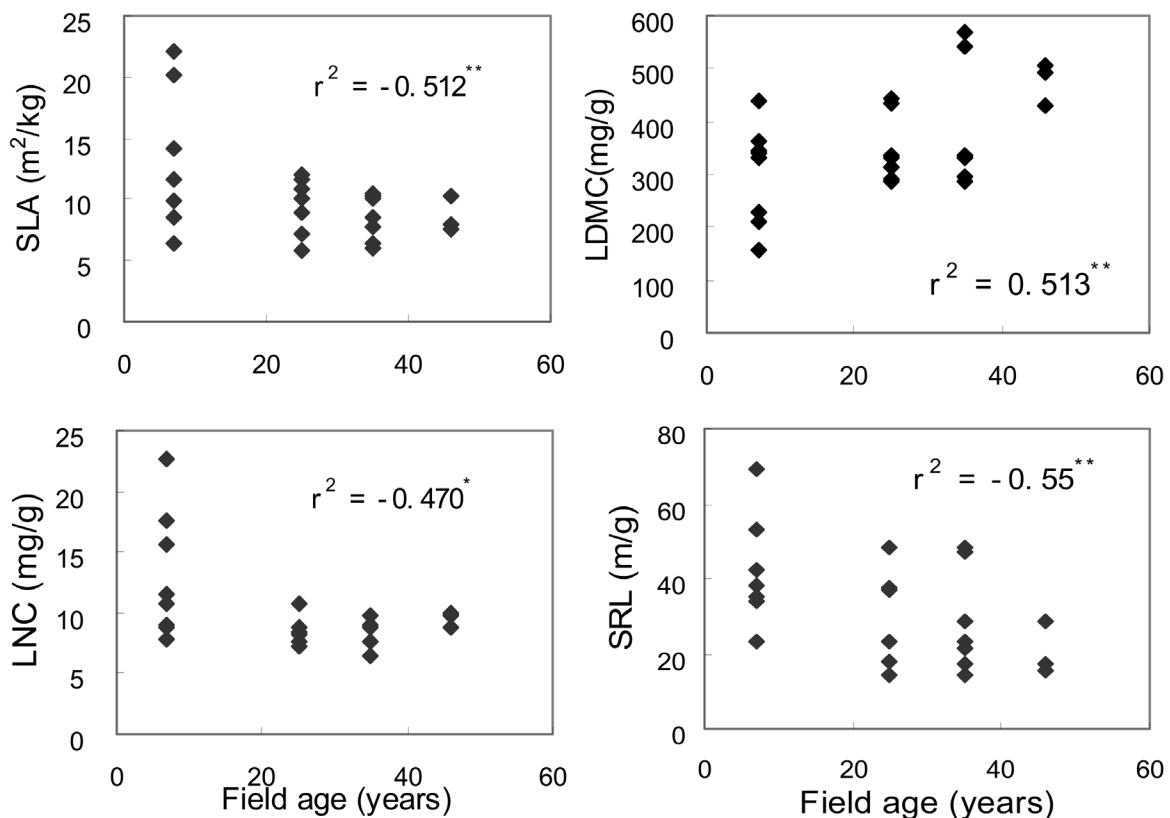 25
20
15
10
5
0
SLA (m²/kg)
r² = -0.512**
0 20 40 60
600
500
400
300
200
100
0
LDMC(mg/g)
r² = 0.513**
0 20 40 60
25
20
15
10
5
0
LNC (mg/g)
r² = -0.470*
0 20 40 60
Field age (years)
80
60
40
20
0
SRL (m/g)
r² = -0.55**
0 20 40 60
Field age (years)